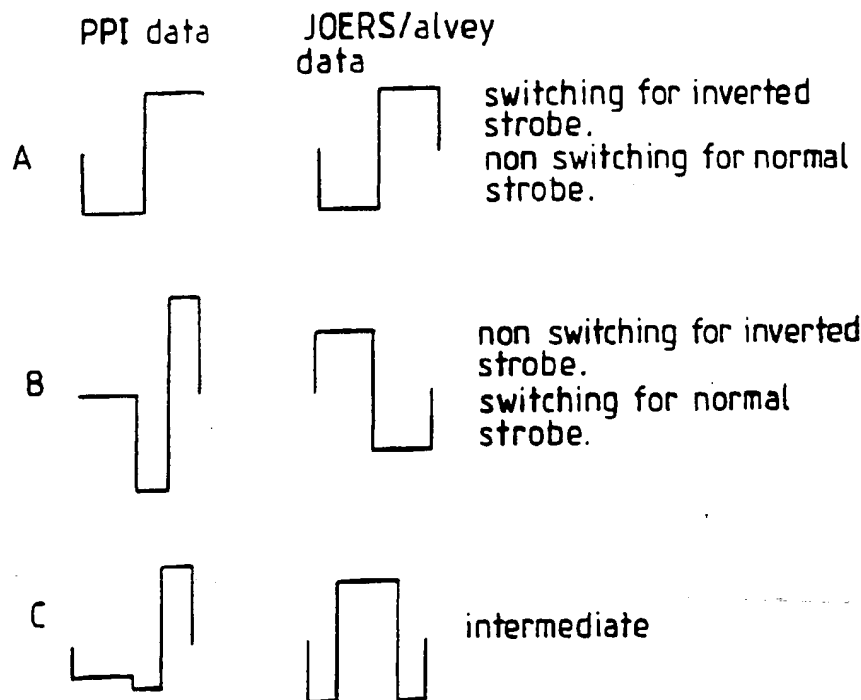 PPI data
JOERS/alvey
data
A
switching for inverted
strobe.
non switching for normal
strobe.
B
non switching for inverted
strobe.
switching for normal
strobe.
C
intermediate